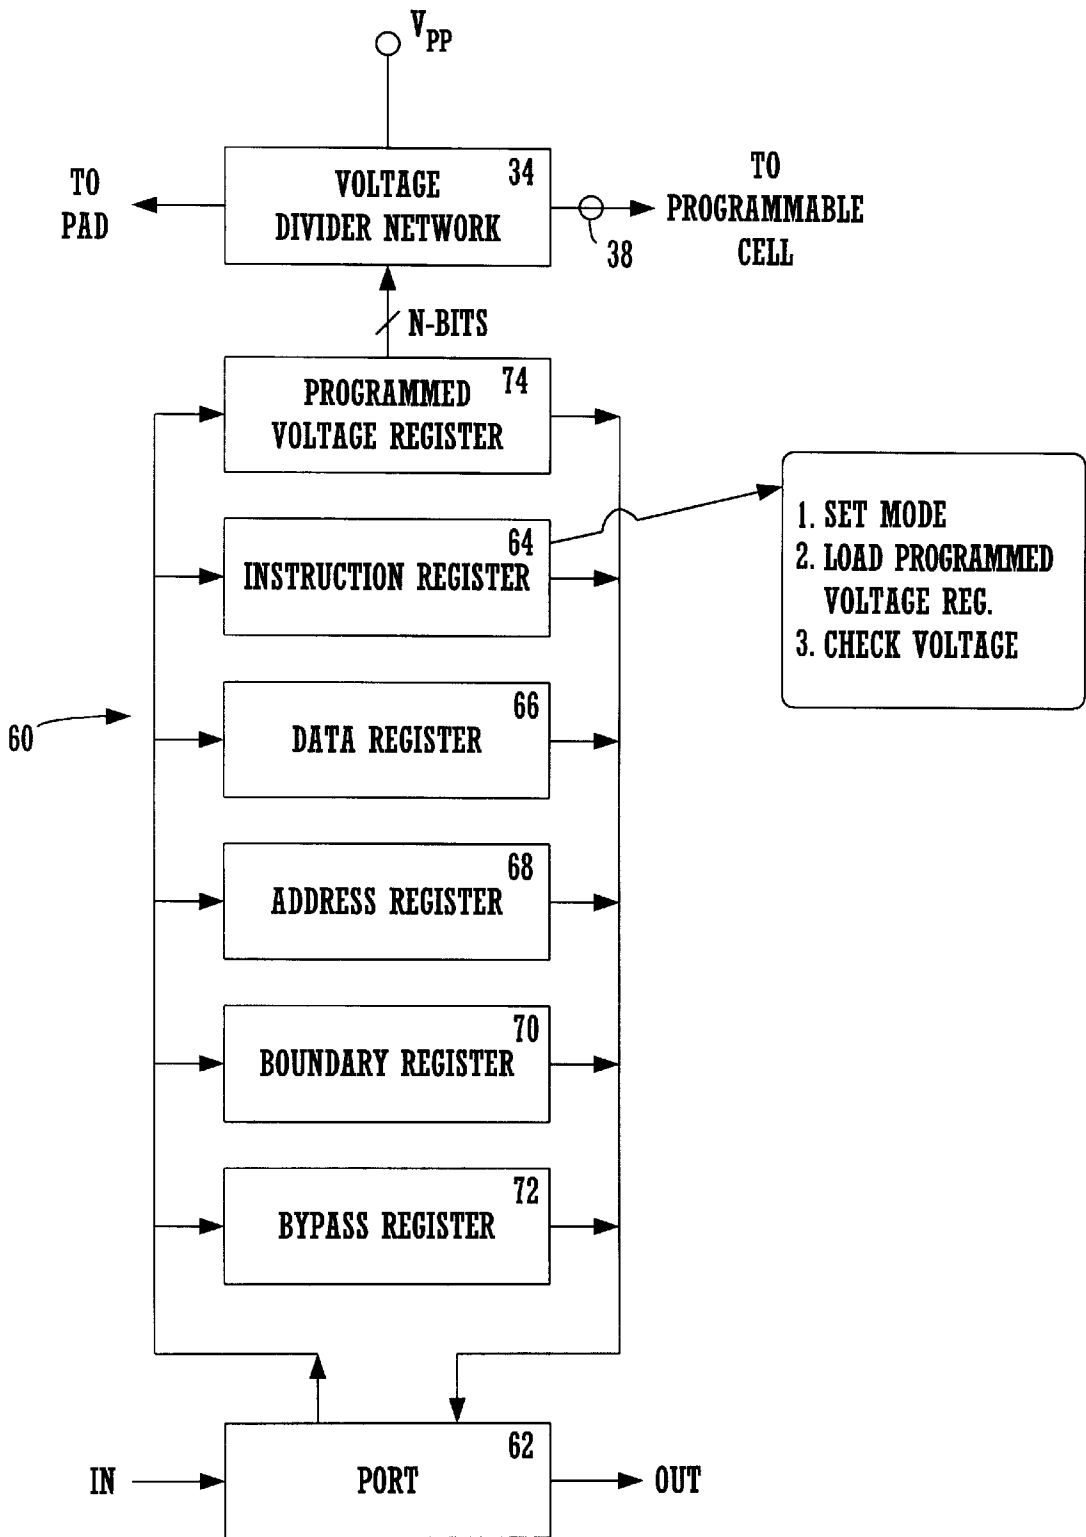 VPP
34
VOLTAGE
DIVIDER NETWORK
TO
PAD
TO
PROGRAMMABLE
CELL
38
N-BITS
74
PROGRAMMED
VOLTAGE REGISTER
64
INSTRUCTION REGISTER
1. SET MODE
2. LOAD PROGRAMMED
VOLTAGE REG.
3. CHECK VOLTAGE
66
DATA REGISTER
60
68
ADDRESS REGISTER
70
BOUNDARY REGISTER
72
BYPASS REGISTER
62
IN
PORT
OUT